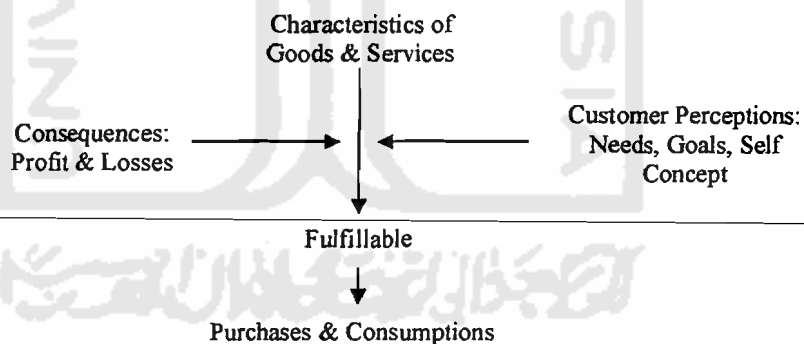 Characteristics of
Goods & Services
Consequences:
Profit & Losses
Customer Perceptions:
Needs, Goals, Self
Concept
Fulfillable
Purchases & Consumptions